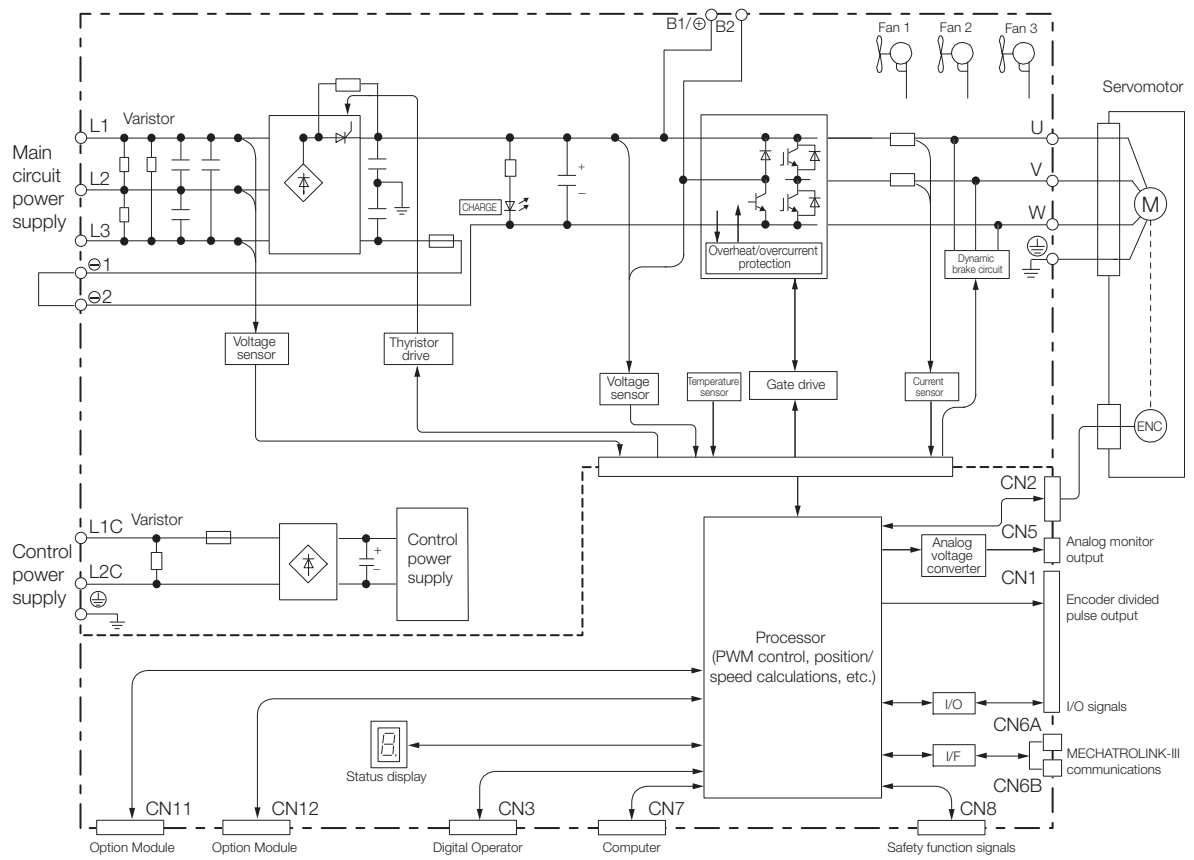 B1/⊕
B2
Fan 1
Fan 2
Fan 3
Servomotor
Main
circuit
power
supply
L1
Varistor
L2
L3
⊖1
⊖2
CHARGE
+
−
Overheat/overcurrent
protection
U
V
W
M
Dynamic
brake circuit
Voltage
sensor
Thyristor
drive
Voltage
sensor
Temperature
sensor
Gate drive
Current
sensor
ENC
Control
power
supply
L1C
Varistor
L2C
+
−
Control
power
supply
CN2
CN5
Analog
voltage
converter
Analog monitor
output
CN1
Encoder divided
pulse output
Processor
(PWM control, position/
speed calculations, etc.)
I/O
I/O signals
CN6A
I/F
MECHATROLINK-III
communications
CN6B
8.
Status display
CN11
CN12
CN3
CN7
CN8
Option Module
Option Module
Digital Operator
Computer
Safety function signals